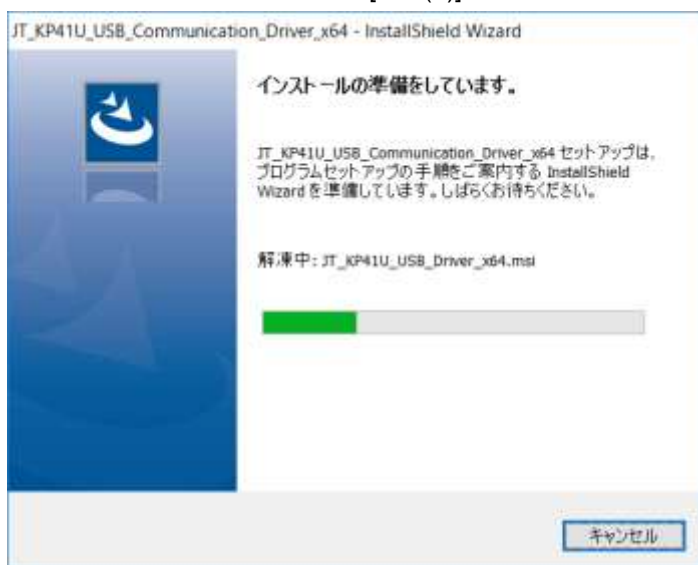 JT_KP41U_USB_Communication_Driver_x64 - InstallShield Wizard
インストールの準備をしています。
JT_KP41U_USB_Communication_Driver_x64 セットアップは、
プログラムセットアップの手順をご案内する InstallShield
Wizard を準備しています。しばらくお待ちください。
解凍中: JT_KP41U_USB_Driver_x64.msi
キャンセル